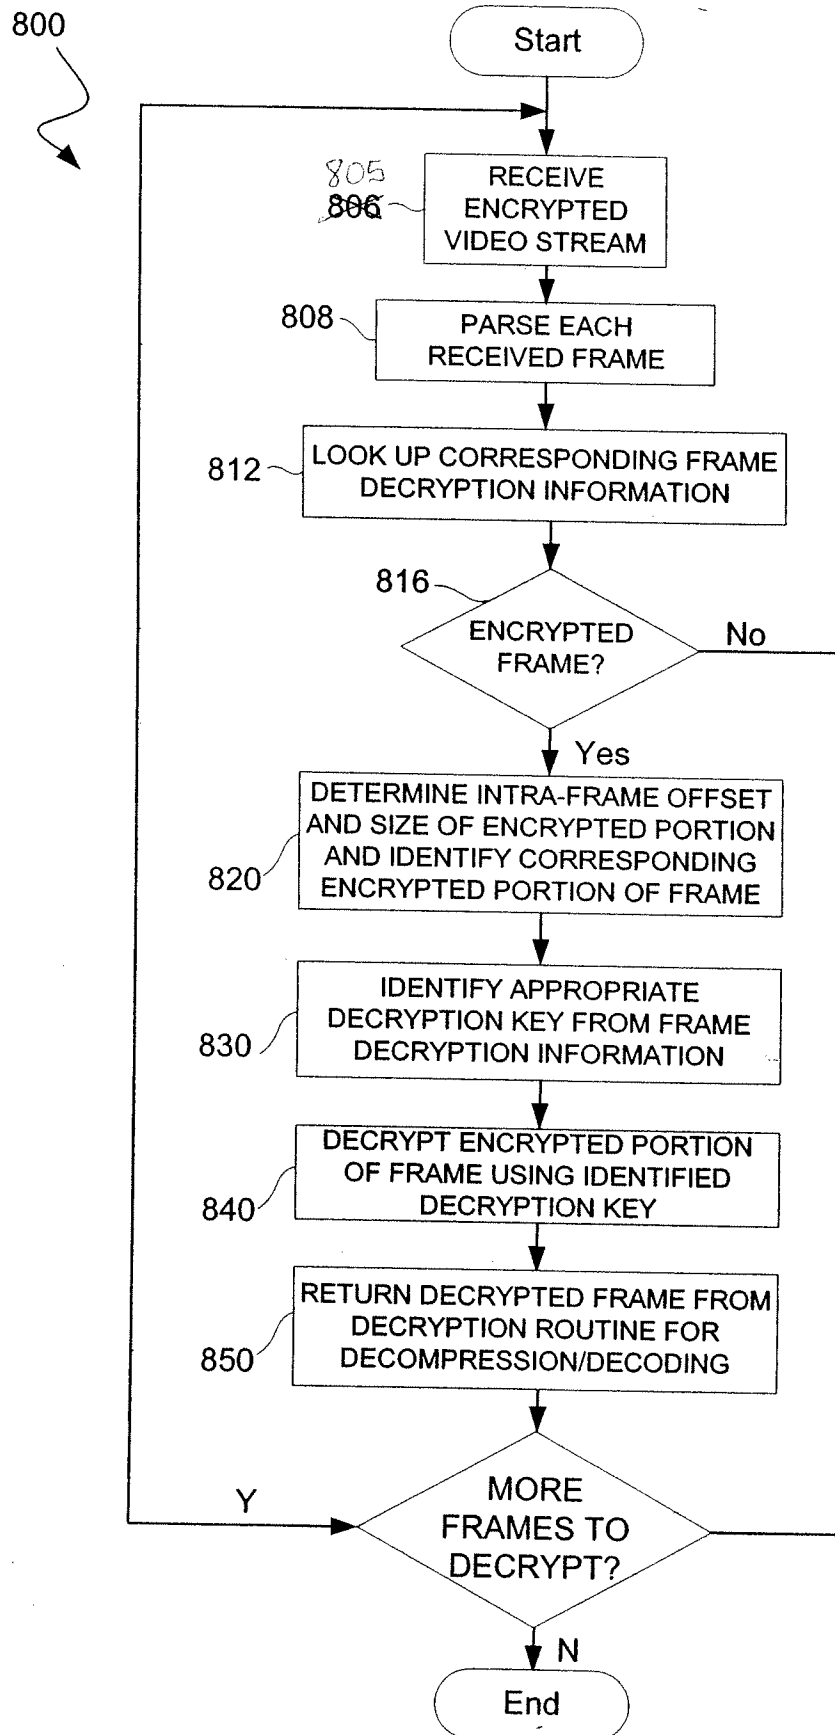 800
Start
805
806
RECEIVE
ENCRYPTED
VIDEO STREAM
808
PARSE EACH
RECEIVED FRAME
812
LOOK UP CORRESPONDING FRAME
DECRYPTION INFORMATION
816
ENCRYPTED
FRAME?
No
Yes
820
DETERMINE INTRA-FRAME OFFSET
AND SIZE OF ENCRYPTED PORTION
AND IDENTIFY CORRESPONDING
ENCRYPTED PORTION OF FRAME
830
IDENTIFY APPROPRIATE
DECRYPTION KEY FROM FRAME
DECRYPTION INFORMATION
840
DECRYPT ENCRYPTED PORTION
OF FRAME USING IDENTIFIED
DECRYPTION KEY
850
RETURN DECRYPTED FRAME FROM
DECRYPTION ROUTINE FOR
DECOMPRESSION/DECODING
Y
MORE
FRAMES TO
DECRYPT?
N
End